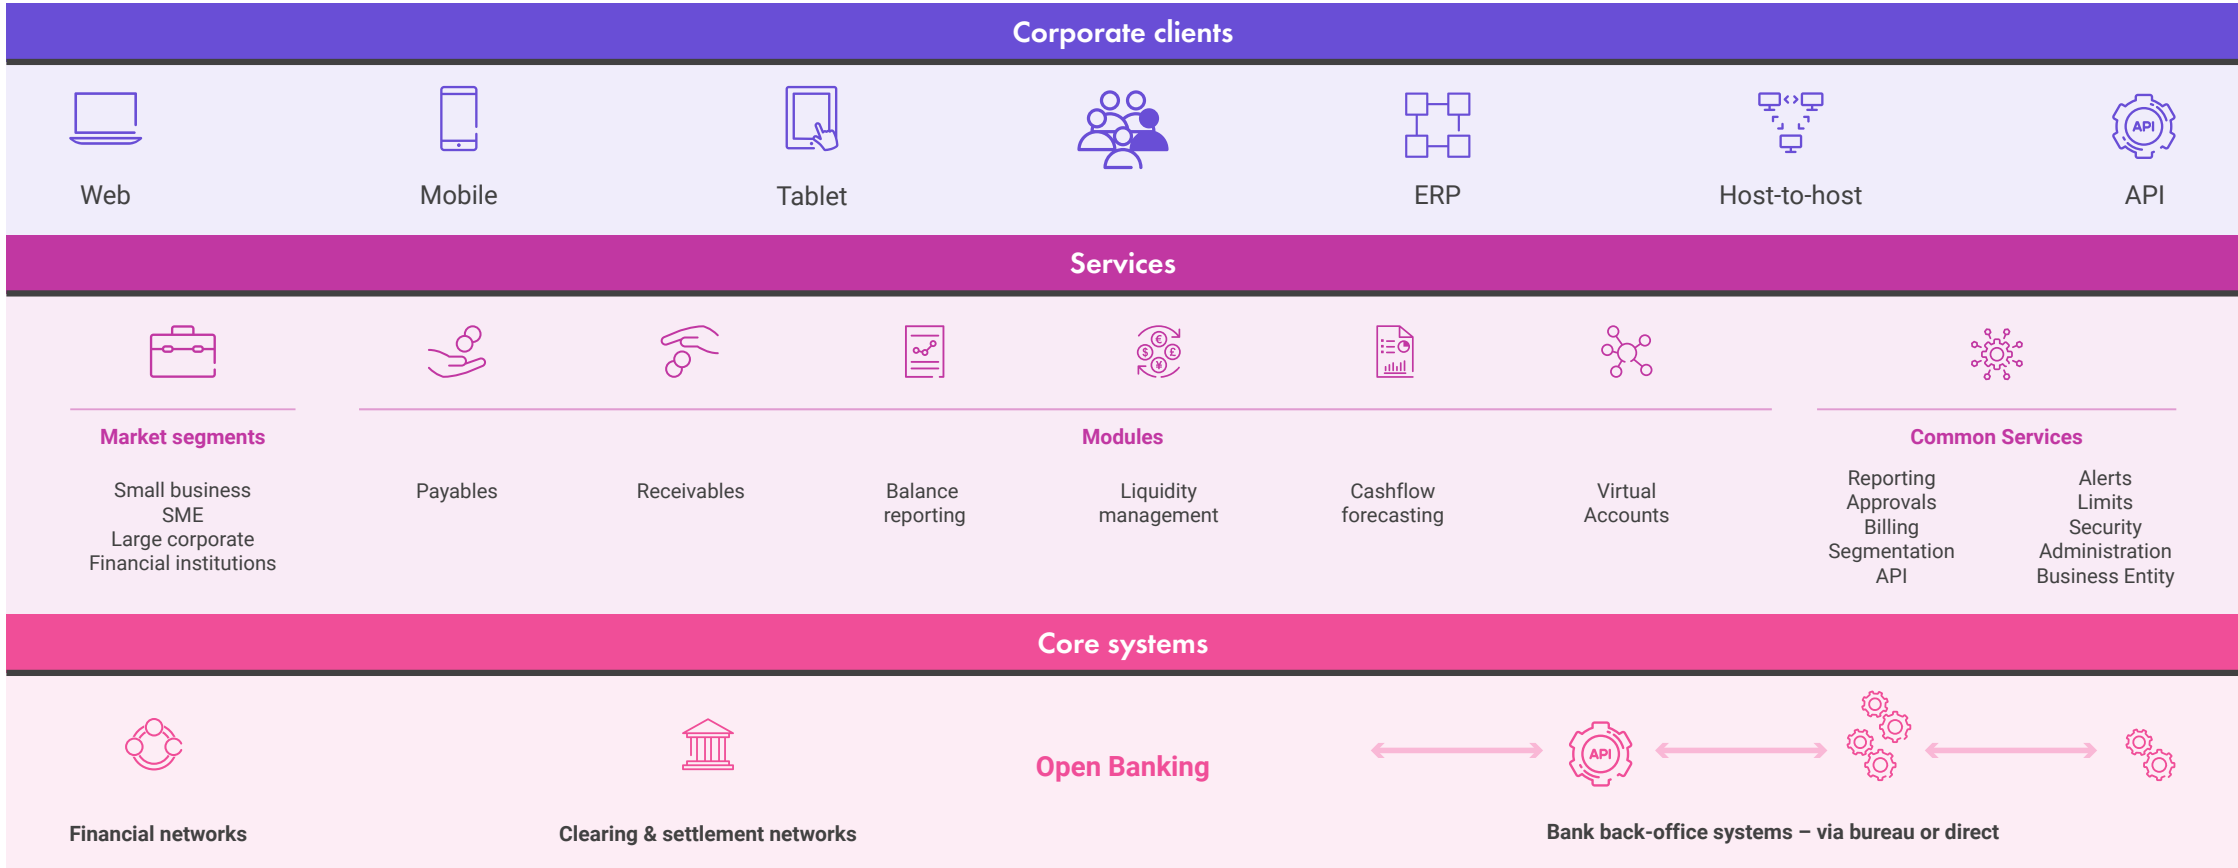 Corporate clients
API
Web
Mobile
Tablet
ERP
Host-to-host
API
Services
€
$ £
¥
Market segments
Modules
Common Services
Small business
SME
Large corporate
Financial institutions
Payables
Receivables
Balance
reporting
Liquidity
management
Cashflow
forecasting
Virtual
Accounts
Reporting
Approvals
Billing
Segmentation
API
Alerts
Limits
Security
Administration
Business Entity
Core systems
Open Banking
API
Financial networks
Clearing & settlement networks
Bank back-office systems – via bureau or direct